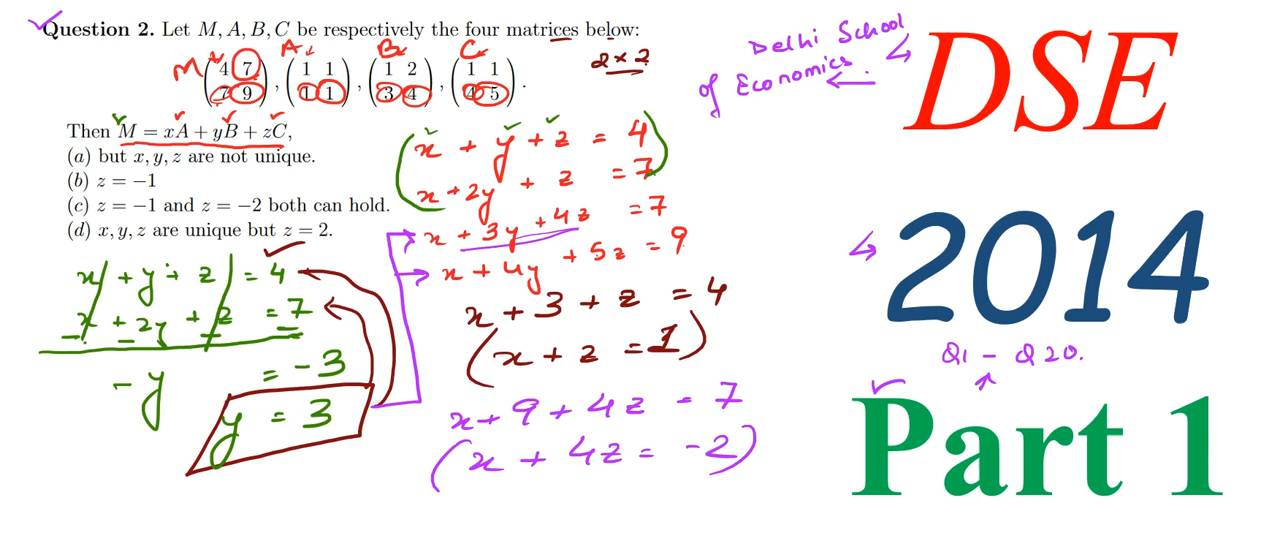 Question 2. Let M, A, B, C be respectively the four matrices below:
M A B C 2 × 2
(4 7), (1 1), (1 2), (1 1)
(7 9), (1 1), (3 4), (4 5).
Then M = xA + yB + zC,
(a) but x, y, z are not unique.
(b) z = −1
(c) z = −1 and z = −2 both can hold.
(d) x, y, z are unique but z = 2.
x + y + z = 4
x + 2y + z = 7
− − − −
- y = - 3
y = 3
(x + y + z = 4
x + 2y + z = 7)
x + 3y + 4z = 7
x + 4y + 5z = 9
x + 3 + z = 4
(x + z = 1)
x + 9 + 4z = 7
(x + 4z = -2)
Delhi School
of Economics
DSE
2014
Q1 - Q20.
Part 1